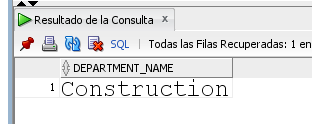 Resultado de la Consulta x
SQL | Todas las Filas Recuperadas: 1 en
DEPARTMENT_NAME
1 Construction